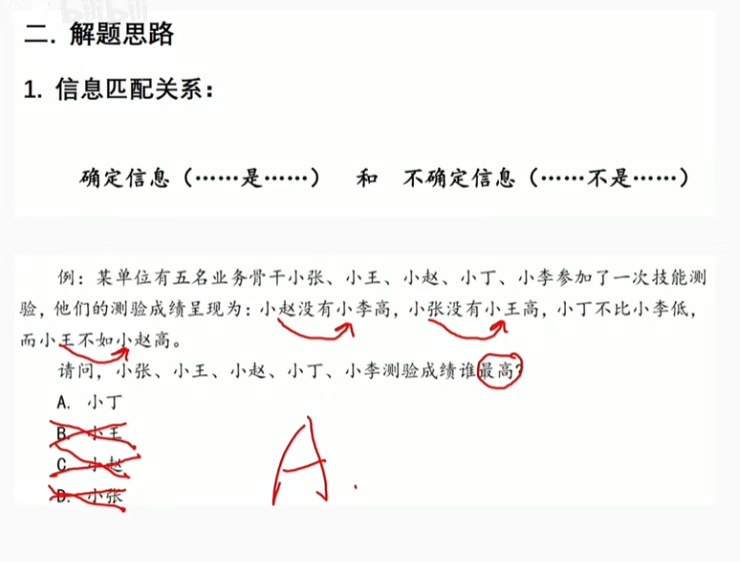 bilibili
二. 解题思路
1. 信息匹配关系：
确定信息（……是……） 和 不确定信息（……不是……）
例：某单位有五名业务骨干小张、小王、小赵、小丁、小李参加了一次技能测
验，他们的测验成绩呈现为：小赵没有小李高，小张没有小王高，小丁不比小李低，
而小王不如小赵高。
请问，小张、小王、小赵、小丁、小李测验成绩谁最高？
A. 小丁
B. 小王
C. 小赵
D. 小张
A.